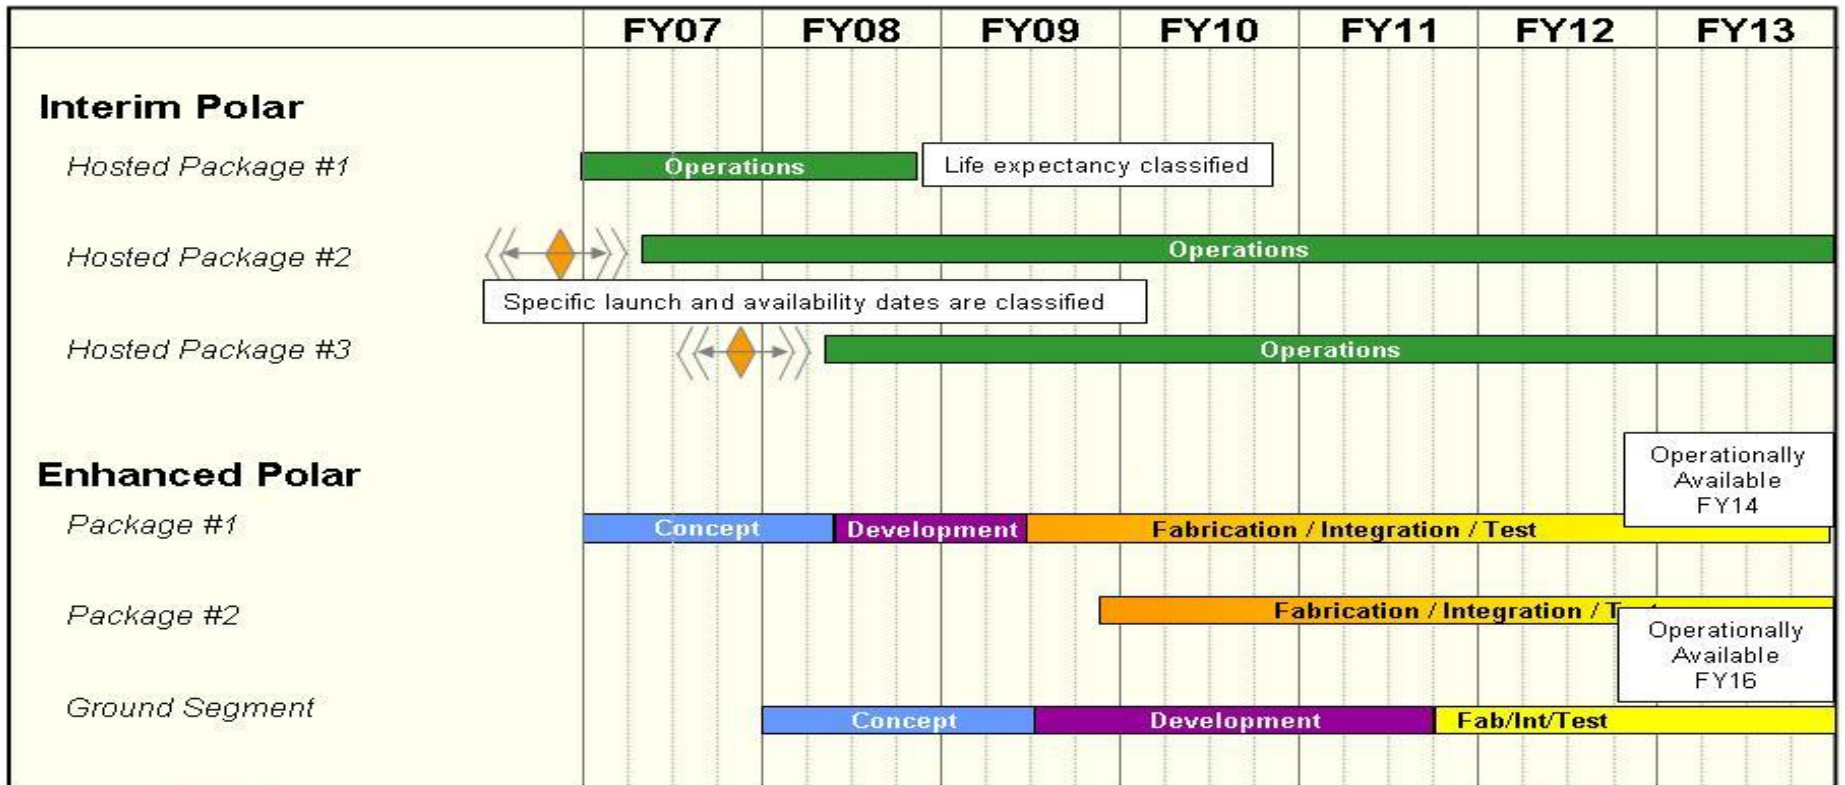 FY07 FY08 FY09 FY10 FY11 FY12 FY13
Interim Polar
Hosted Package #1
Operations
Life expectancy classified
Hosted Package #2
Operations
Specific launch and availability dates are classified
Hosted Package #3
Operations
Enhanced Polar
Operationally
Available
FY14
Package #1
Concept Development Fabrication / Integration / Test
Package #2
Fabrication / Integration /
Operationally
Available
FY16
Ground Segment
Concept Development Fab/Int/Test